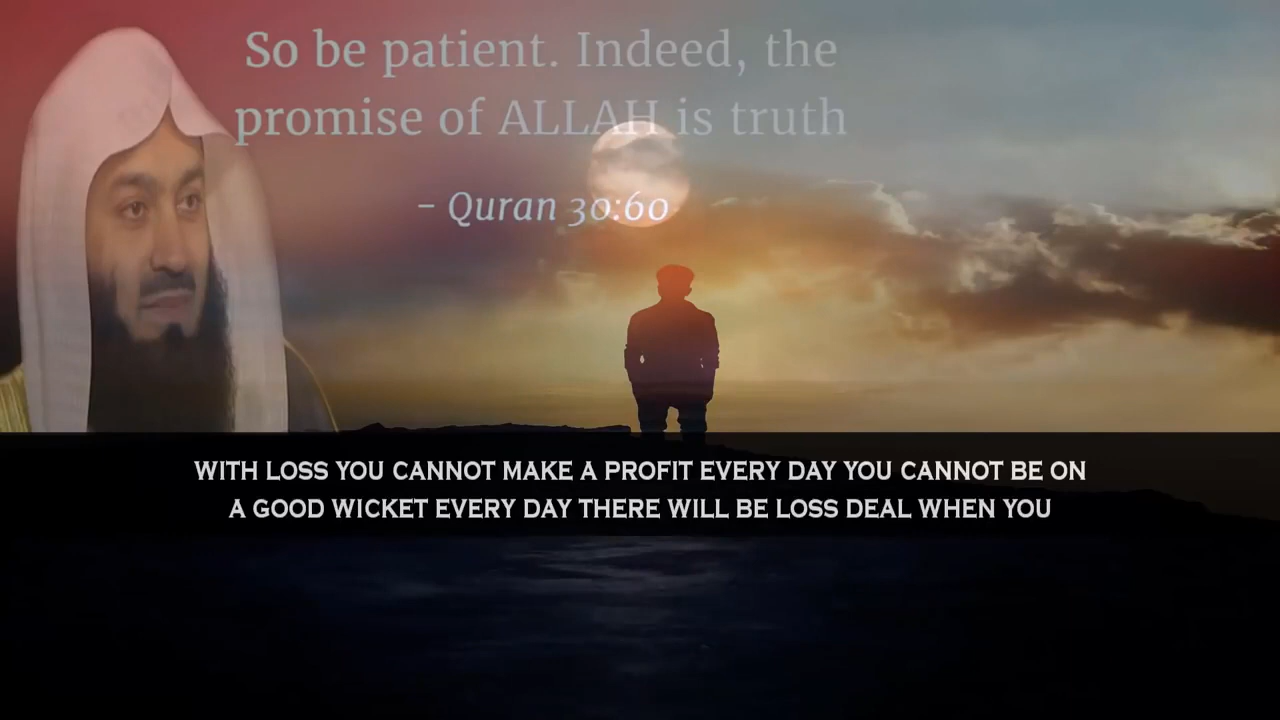 So be patient. Indeed, the
promise of ALLAH is truth
– Quran 30:60
WITH LOSS YOU CANNOT MAKE A PROFIT EVERY DAY YOU CANNOT BE ON
A GOOD WICKET EVERY DAY THERE WILL BE LOSS DEAL WHEN YOU